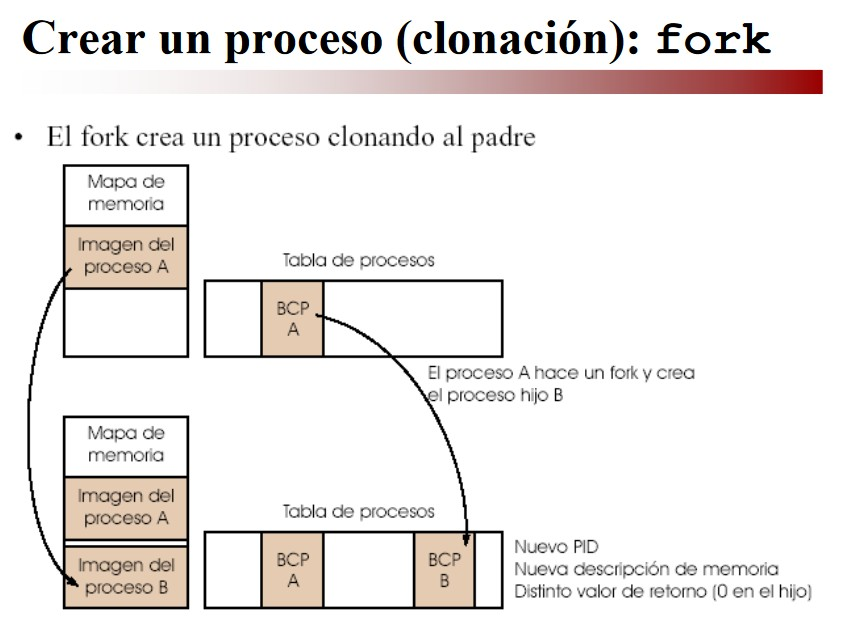 Crear un proceso (clonación): fork
• El fork crea un proceso clonando al padre
Mapa de
memoria
Imagen del
proceso A
Tabla de procesos
BCP
A
El proceso A hace un fork y crea
el proceso hijo B
Mapa de
memoria
Imagen del
proceso A
Imagen del
proceso B
Tabla de procesos
BCP
A
BCP
B
Nuevo PID
Nueva descripción de memoria
Distinto valor de retorno (0 en el hijo)